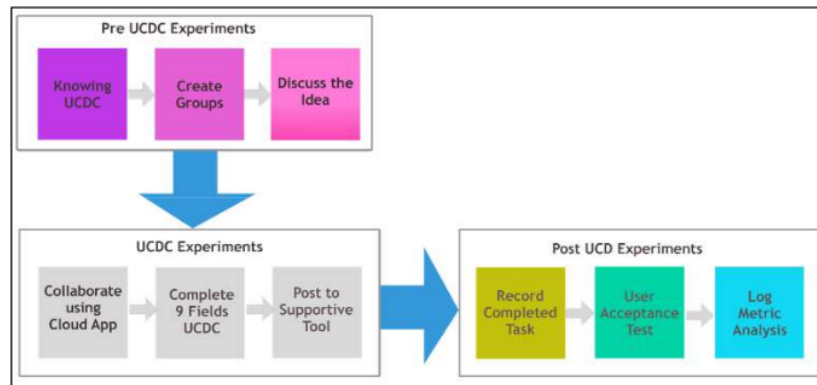 Pre UCDC Experiments
Knowing
UCDC
Create
Groups
Discuss the
Idea
UCDC Experiments
Collaborate
using
Cloud App
Complete
9 Fields
UCDC
Post to
Supportive
Tool
Post UCD Experiments
Record
Completed
Task
User
Acceptance
Test
Log
Metric
Analysis